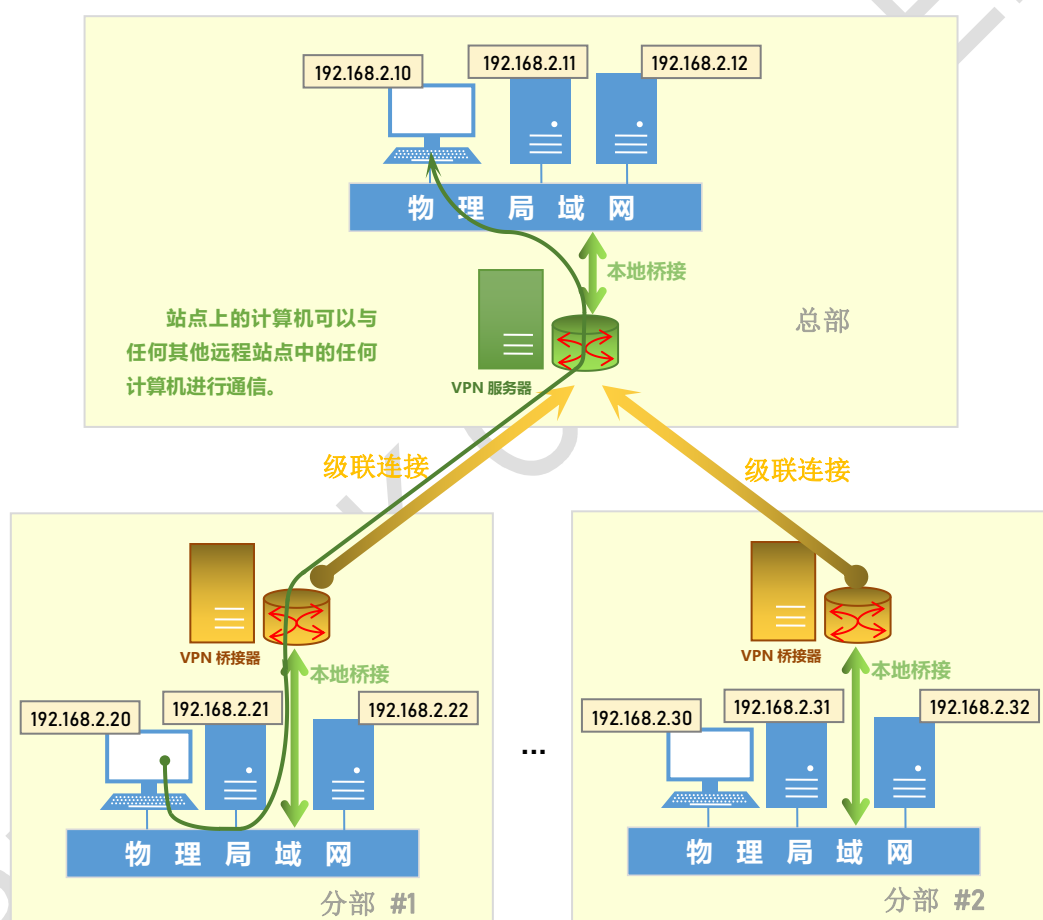 192.168.2.10
192.168.2.11
192.168.2.12
物理局域网
本地桥接
站点上的计算机可以与
任何其他远程站点中的任何
计算机进行通信。
VPN 服务器
总部
级联连接
级联连接
VPN 桥接器
本地桥接
192.168.2.20
192.168.2.21
192.168.2.22
物理局域网
分部 #1
...
VPN 桥接器
本地桥接
192.168.2.30
192.168.2.31
192.168.2.32
物理局域网
分部 #2